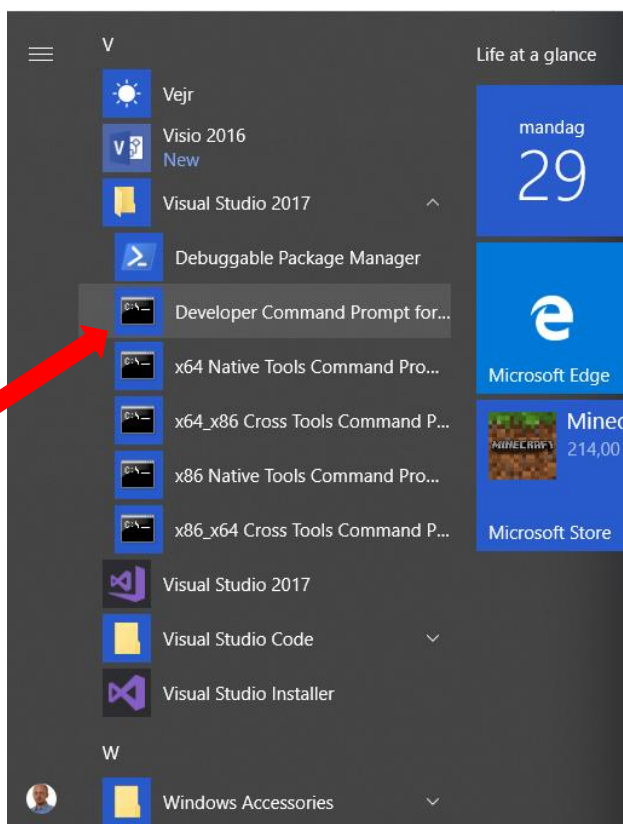 V
Vejr
Visio 2016
New
Visual Studio 2017
Debuggable Package Manager
Developer Command Prompt for...
x64 Native Tools Command Pro...
x64_x86 Cross Tools Command P...
x86 Native Tools Command Pro...
x86_x64 Cross Tools Command P...
Visual Studio 2017
Visual Studio Code
Visual Studio Installer
W
Windows Accessories
Life at a glance
mandag
29
Microsoft Edge
MINECRAFT
Minec
214,00
Microsoft Store